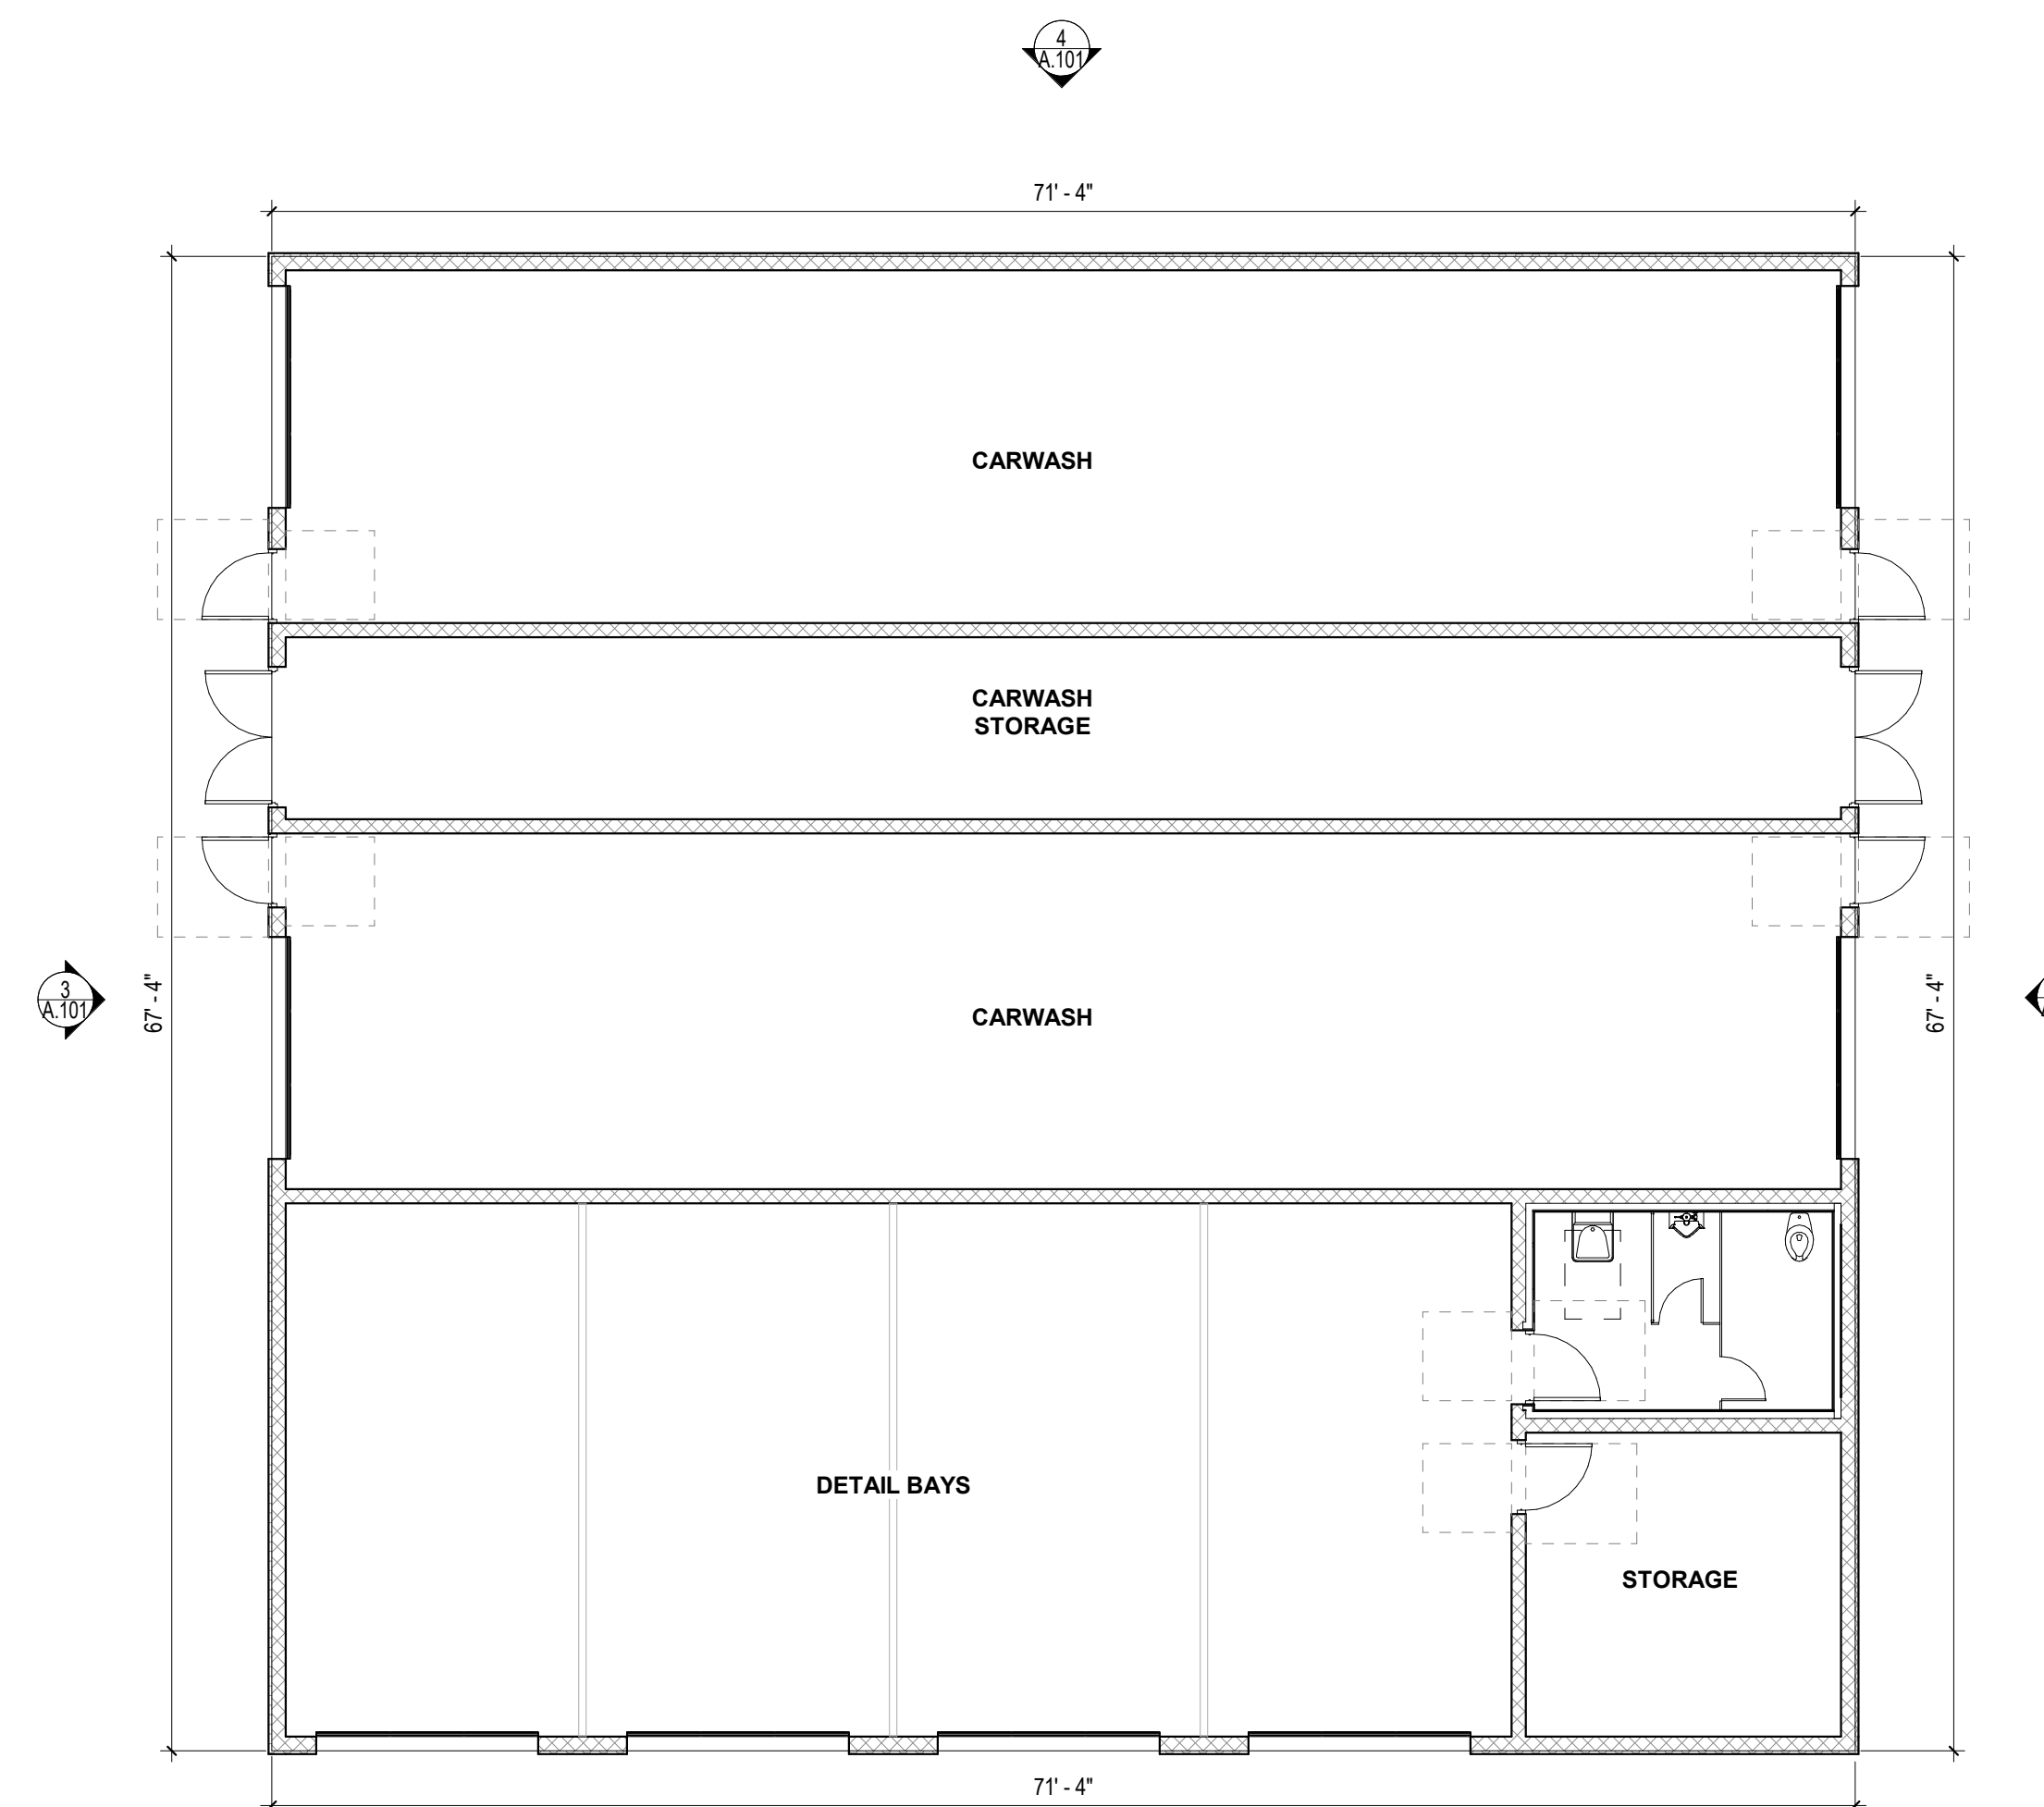 4
A.101
71' - 4"
CARWASH
CARWASH
STORAGE
3
A.101
67' - 4"
CARWASH
67' - 4"
DETAIL BAYS
STORAGE
71' - 4"